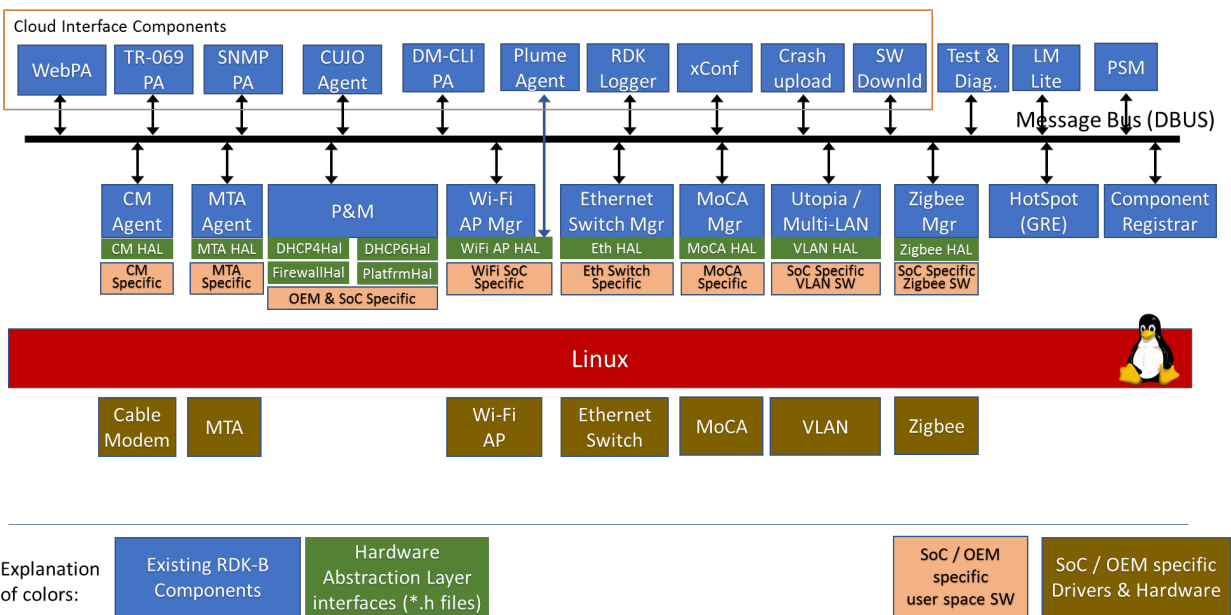 Cloud Interface Components
WebPA
TR-069
PA
SNMP
PA
CUJO
Agent
DM-CLI
PA
Plume
Agent
RDK
Logger
xConf
Crash
upload
SW
Downld
Test &
Diag.
LM
Lite
PSM
Message Bus (DBUS)
CM
Agent
CM HAL
CM
Specific
MTA
Agent
MTA HAL
MTA
Specific
P&M
DHCP4Hal
DHCP6Hal
FirewallHal
PlatfrmHal
OEM & SoC Specific
Wi-Fi
AP Mgr
WiFi AP HAL
WiFi SoC
Specific
Ethernet
Switch Mgr
Eth HAL
Eth Switch
Specific
MoCA
Mgr
MoCA HAL
MoCA
Specific
Utopia /
Multi-LAN
VLAN HAL
SoC Specific
VLAN SW
Zigbee
Mgr
Zigbee HAL
SoC Specific
Zigbee SW
HotSpot
(GRE)
Component
Registrar
Linux
Cable
Modem
MTA
Wi-Fi
AP
Ethernet
Switch
MoCA
VLAN
Zigbee
Explanation
of colors:
Existing RDK-B
Components
Hardware
Abstraction Layer
interfaces (*.h files)
SoC / OEM
specific
user space SW
SoC / OEM specific
Drivers & Hardware